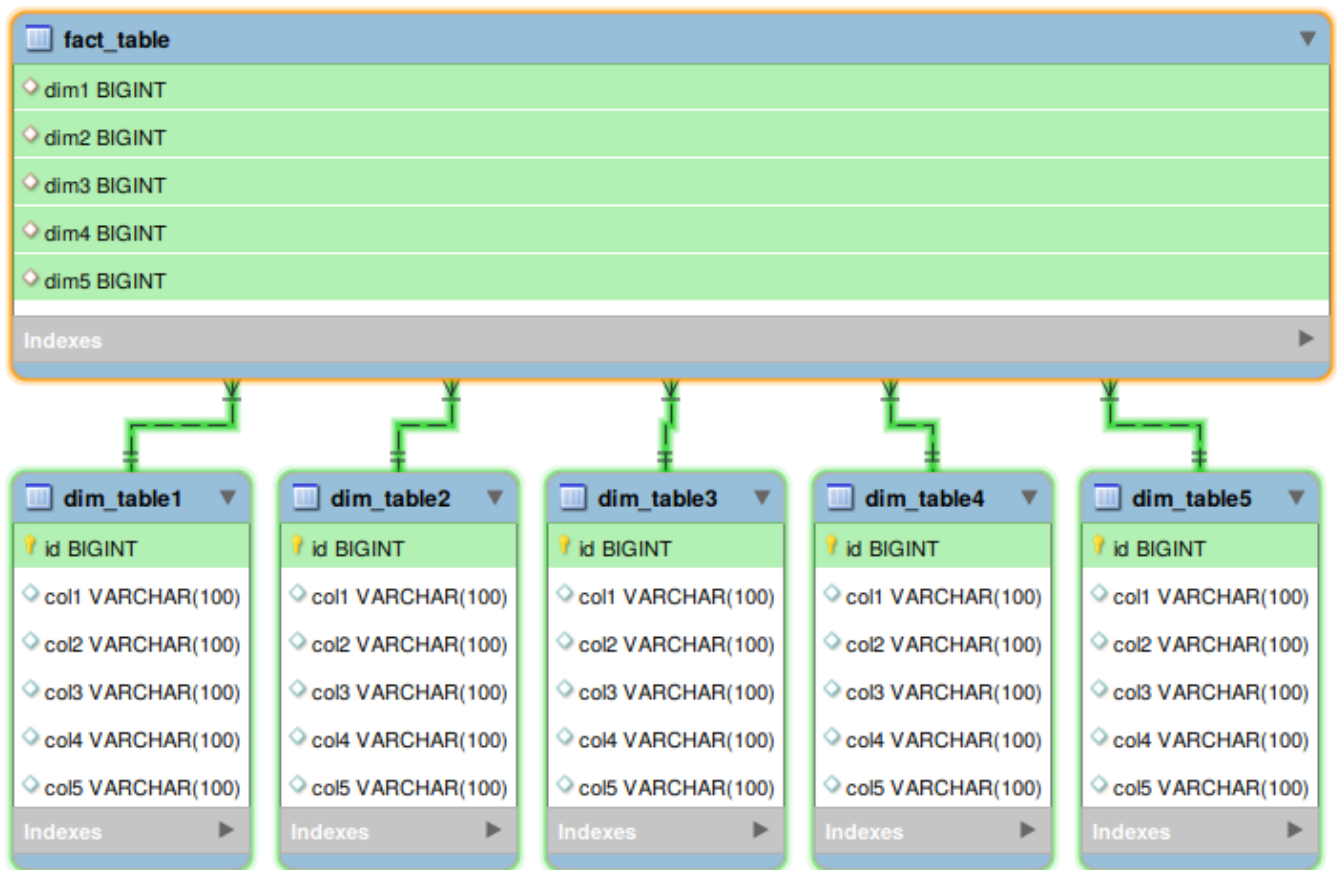 fact_table
dim1 BIGINT
dim2 BIGINT
dim3 BIGINT
dim4 BIGINT
dim5 BIGINT
Indexes
dim_table1
id BIGINT
col1 VARCHAR(100)
col2 VARCHAR(100)
col3 VARCHAR(100)
col4 VARCHAR(100)
col5 VARCHAR(100)
Indexes
dim_table2
id BIGINT
col1 VARCHAR(100)
col2 VARCHAR(100)
col3 VARCHAR(100)
col4 VARCHAR(100)
col5 VARCHAR(100)
Indexes
dim_table3
id BIGINT
col1 VARCHAR(100)
col2 VARCHAR(100)
col3 VARCHAR(100)
col4 VARCHAR(100)
col5 VARCHAR(100)
Indexes
dim_table4
id BIGINT
col1 VARCHAR(100)
col2 VARCHAR(100)
col3 VARCHAR(100)
col4 VARCHAR(100)
col5 VARCHAR(100)
Indexes
dim_table5
id BIGINT
col1 VARCHAR(100)
col2 VARCHAR(100)
col3 VARCHAR(100)
col4 VARCHAR(100)
col5 VARCHAR(100)
Indexes